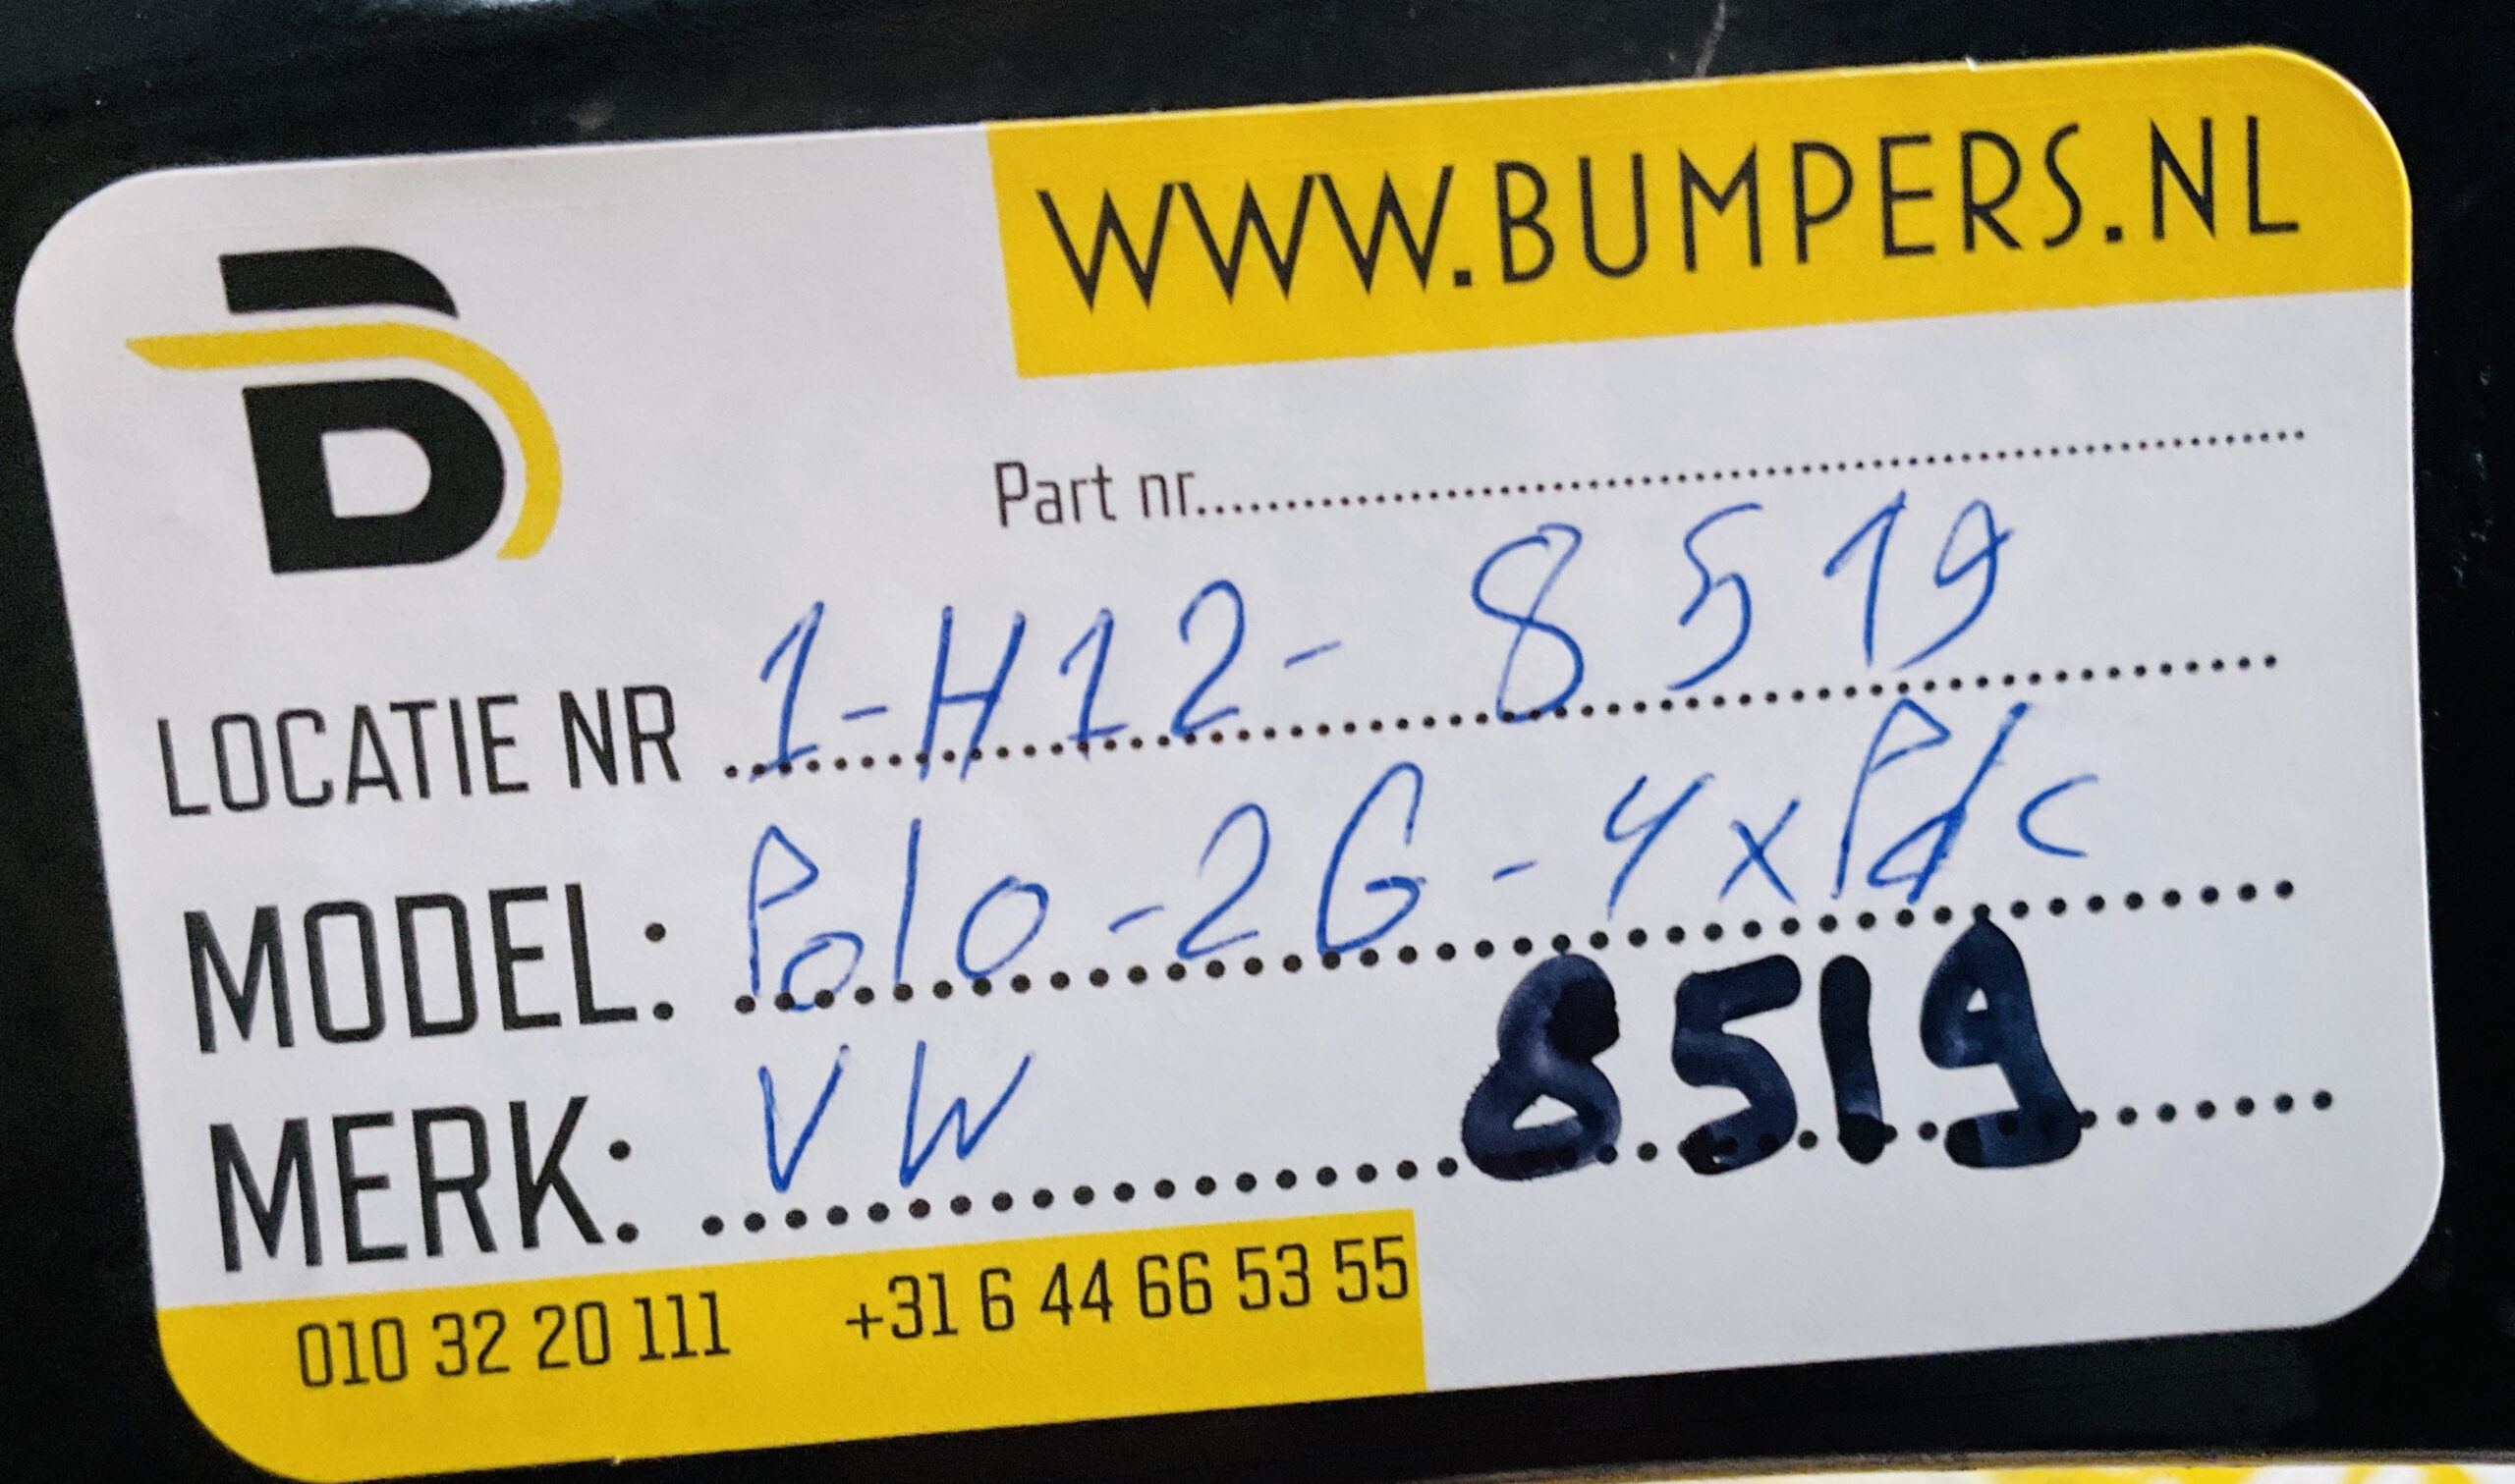 WWW.BUMPERS.NL
B
Part nr...........................................................
LOCATIE NR 1-H12- 8519
MODEL: Polo-2G-4xPdc
MERK: VW 8519
010 32 20 111 +31 6 44 66 53 55